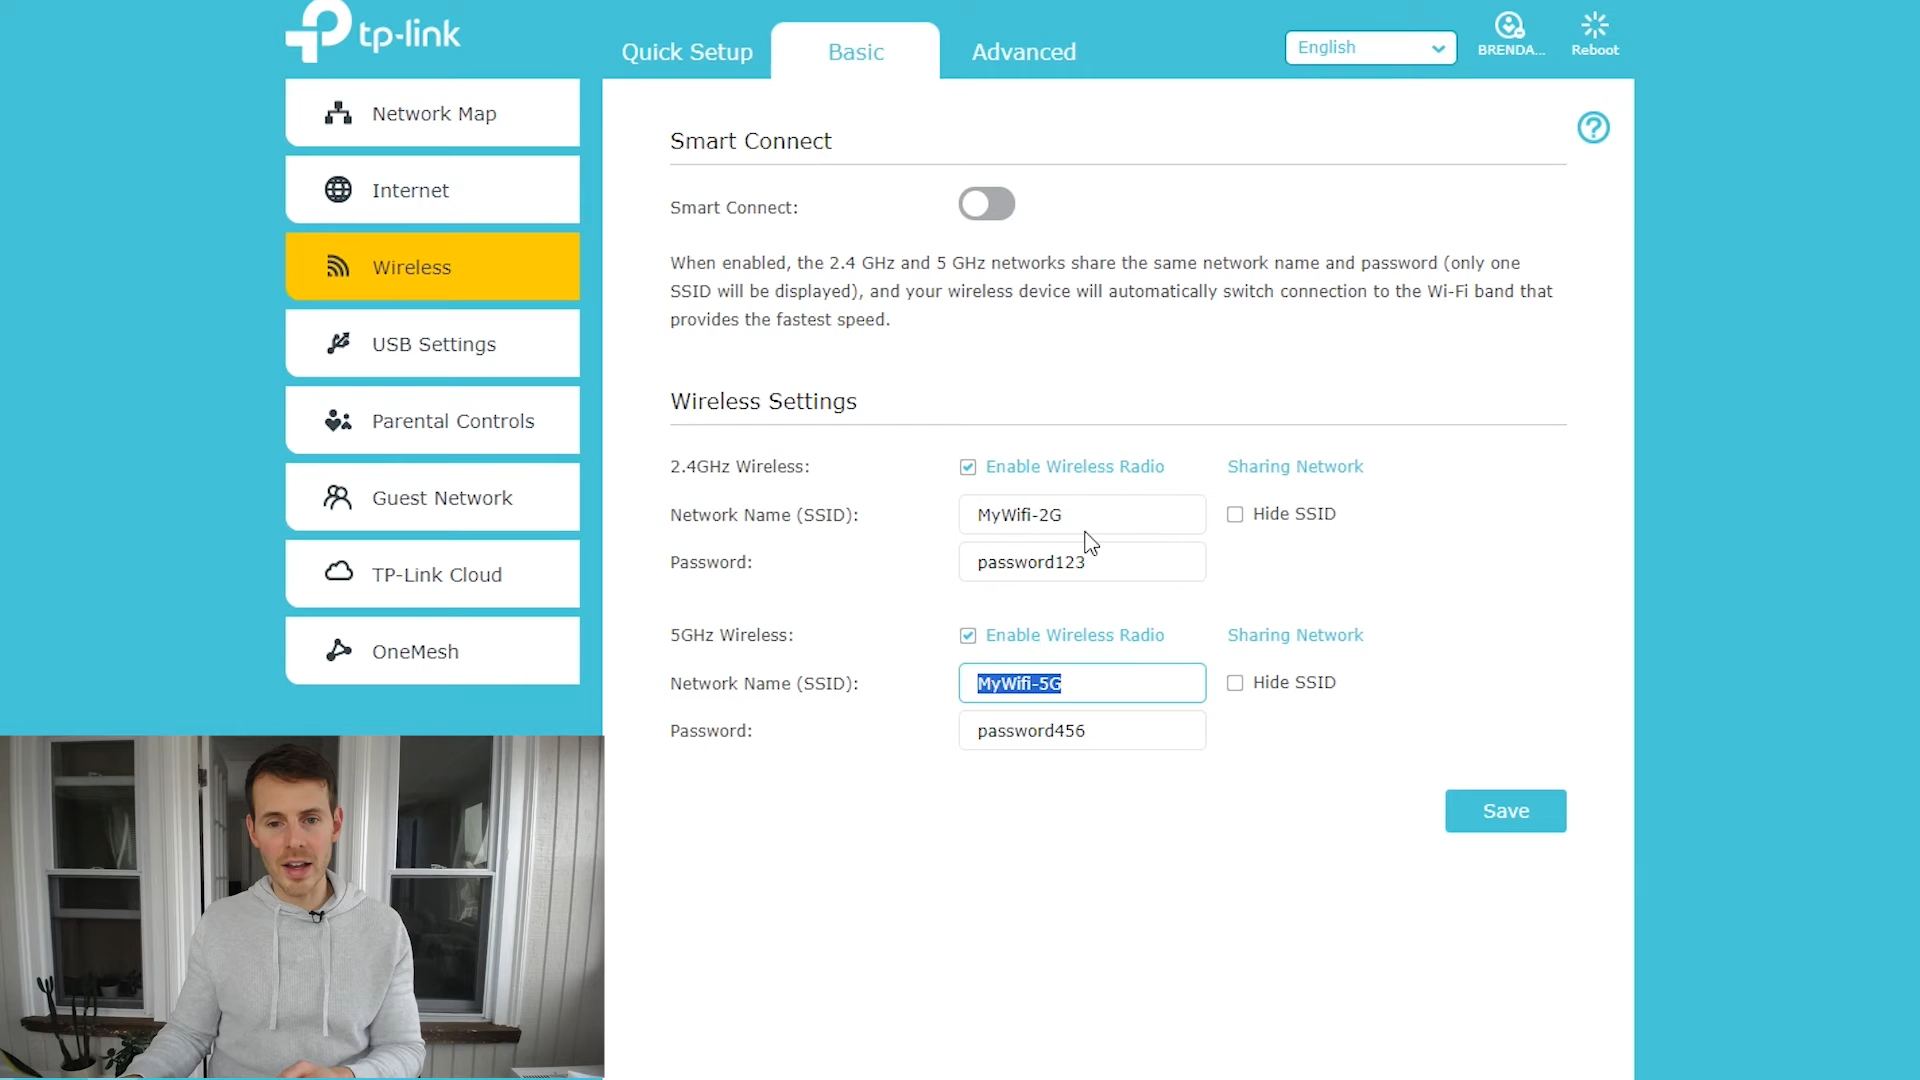 tp-link
Quick Setup
Basic
Advanced
English
BRENDA...
Reboot
Network Map
Internet
Wireless
USB Settings
Parental Controls
Guest Network
TP-Link Cloud
OneMesh
Smart Connect
Smart Connect:
When enabled, the 2.4 GHz and 5 GHz networks share the same network name and password (only one
SSID will be displayed), and your wireless device will automatically switch connection to the Wi-Fi band that
provides the fastest speed.
Wireless Settings
2.4GHz Wireless: Enable Wireless Radio Sharing Network
Network Name (SSID): MyWifi-2G Hide SSID
Password: password123
5GHz Wireless: Enable Wireless Radio Sharing Network
Network Name (SSID): MyWifi-5G Hide SSID
Password: password456
Save